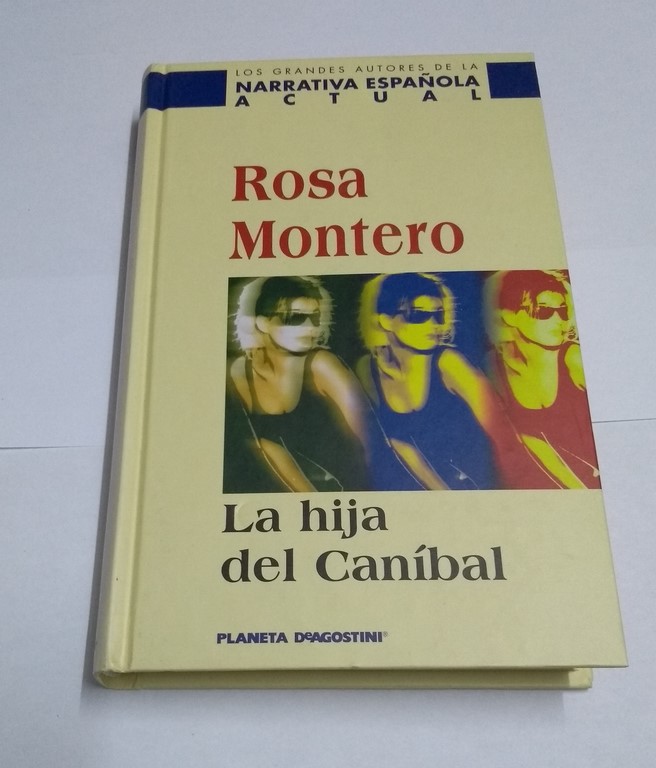 LOS GRANDES AUTORES DE LA
NARRATIVA ESPAÑOLA
ACTUAL
Rosa
Montero
La hija
del Caníbal
PLANETA DeAGOSTINI®